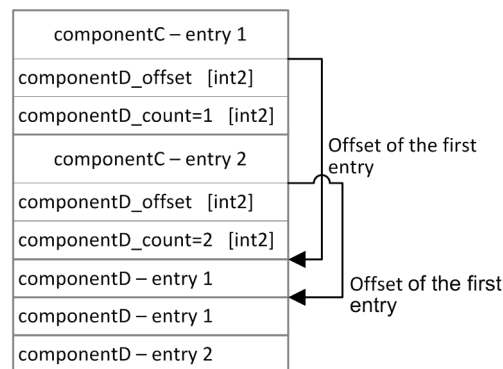 componentC – entry 1
componentD_offset [int2]
componentD_count=1 [int2]
Offset of the first
entry
componentC – entry 2
componentD_offset [int2]
componentD_count=2 [int2]
componentD – entry 1
Offset of the first
entry
componentD – entry 1
componentD – entry 2